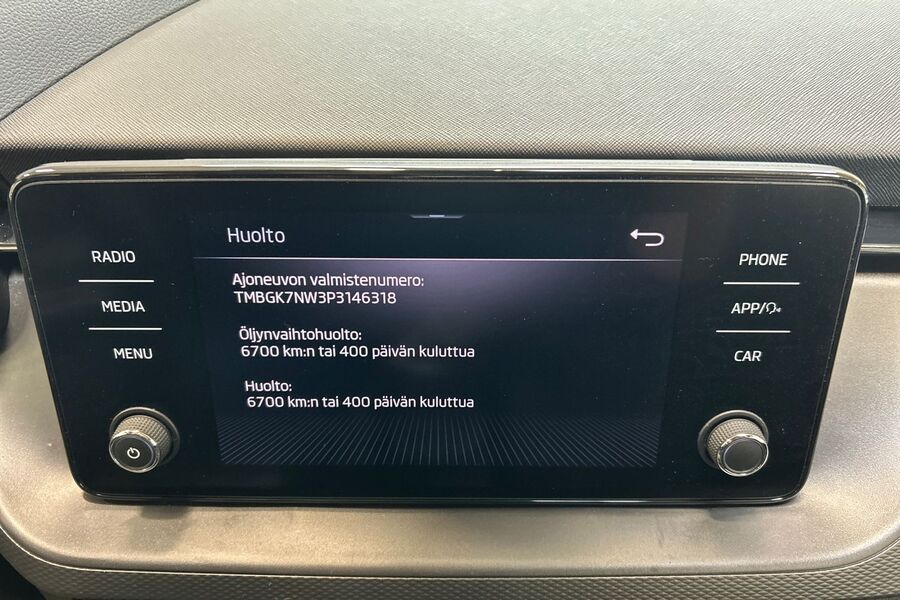 RADIO
MEDIA
MENU
Huolto
Ajoneuvon valmistenumero:
TMBGK7NW3P3146318
Öljynvaihtohuolto:
6700 km:n tai 400 päivän kuluttua
Huolto:
6700 km:n tai 400 päivän kuluttua
PHONE
APP/
CAR